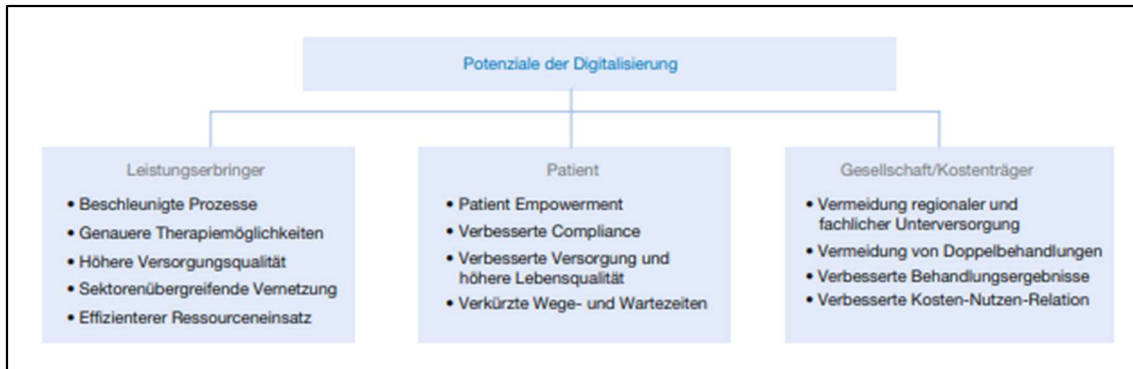 Potenziale der Digitalisierung
Leistungserbringer
• Beschleunigte Prozesse
• Genauere Therapiemöglichkeiten
• Höhere Versorgungsqualität
• Sektorenübergreifende Vernetzung
• Effizienterer Ressourceneinsatz
Patient
• Patient Empowerment
• Verbesserte Compliance
• Verbesserte Versorgung und
höhere Lebensqualität
• Verkürzte Wege- und Wartezeiten
Gesellschaft/Kostenträger
• Vermeidung regionaler und
fachlicher Unterversorgung
• Vermeidung von Doppelbehandlungen
• Verbesserte Behandlungsergebnisse
• Verbesserte Kosten-Nutzen-Relation